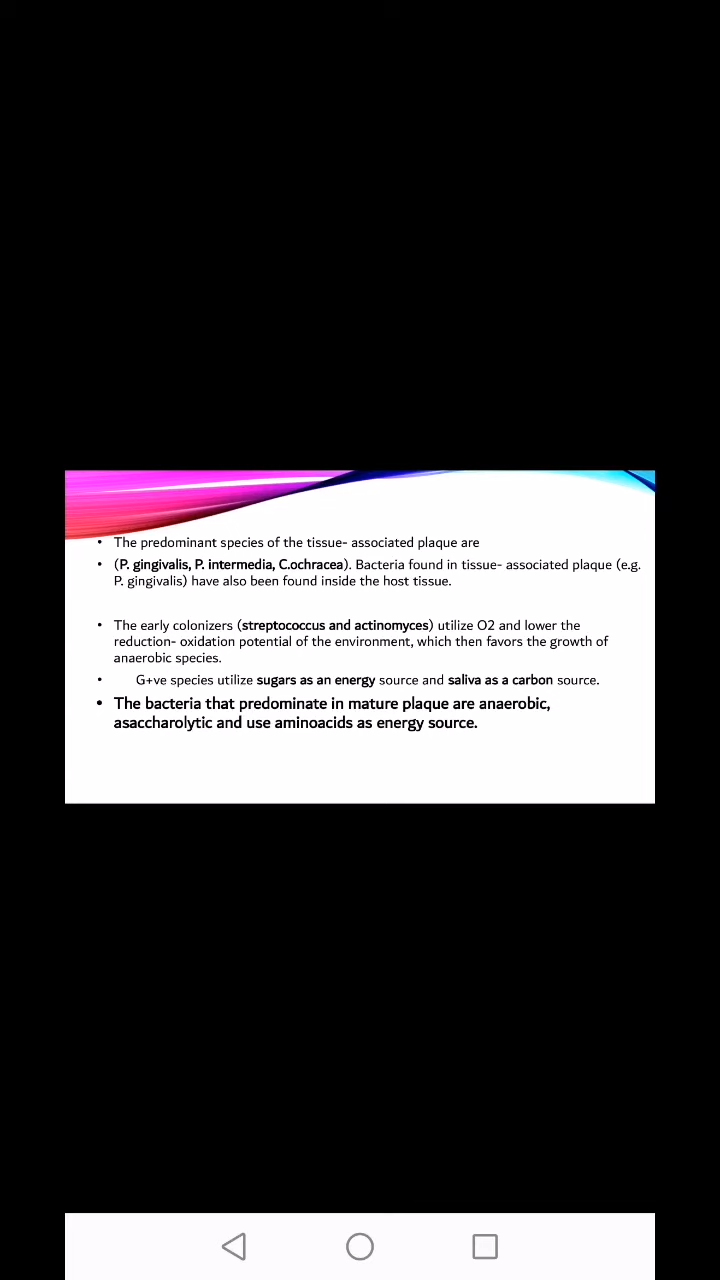 • The predominant species of the tissue- associated plaque are
• (P. gingivalis, P. intermedia, C.ochracea). Bacteria found in tissue- associated plaque (e.g.
P. gingivalis) have also been found inside the host tissue.
• The early colonizers (streptococcus and actinomyces) utilize O2 and lower the
reduction- oxidation potential of the environment, which then favors the growth of
anaerobic species.
• G+ve species utilize sugars as an energy source and saliva as a carbon source.
• The bacteria that predominate in mature plaque are anaerobic,
asaccharolytic and use aminoacids as energy source.